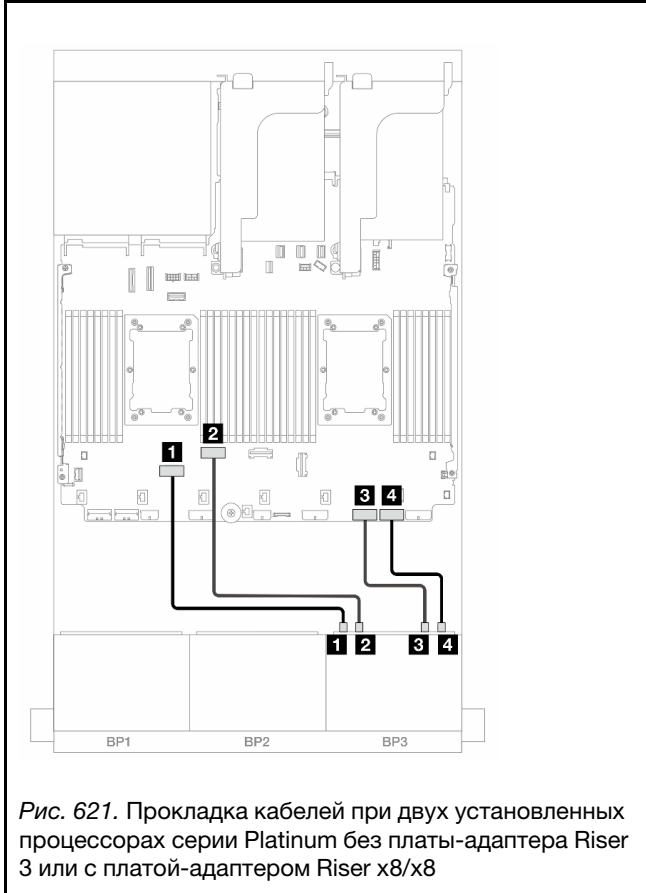 2
1
3 4
1 2 3 4
BP1 BP2 BP3
Рис. 621. Прокладка кабелей при двух установленных
процессорах серии Platinum без платы-адаптера Riser
3 или с платой-адаптером Riser x8/x8